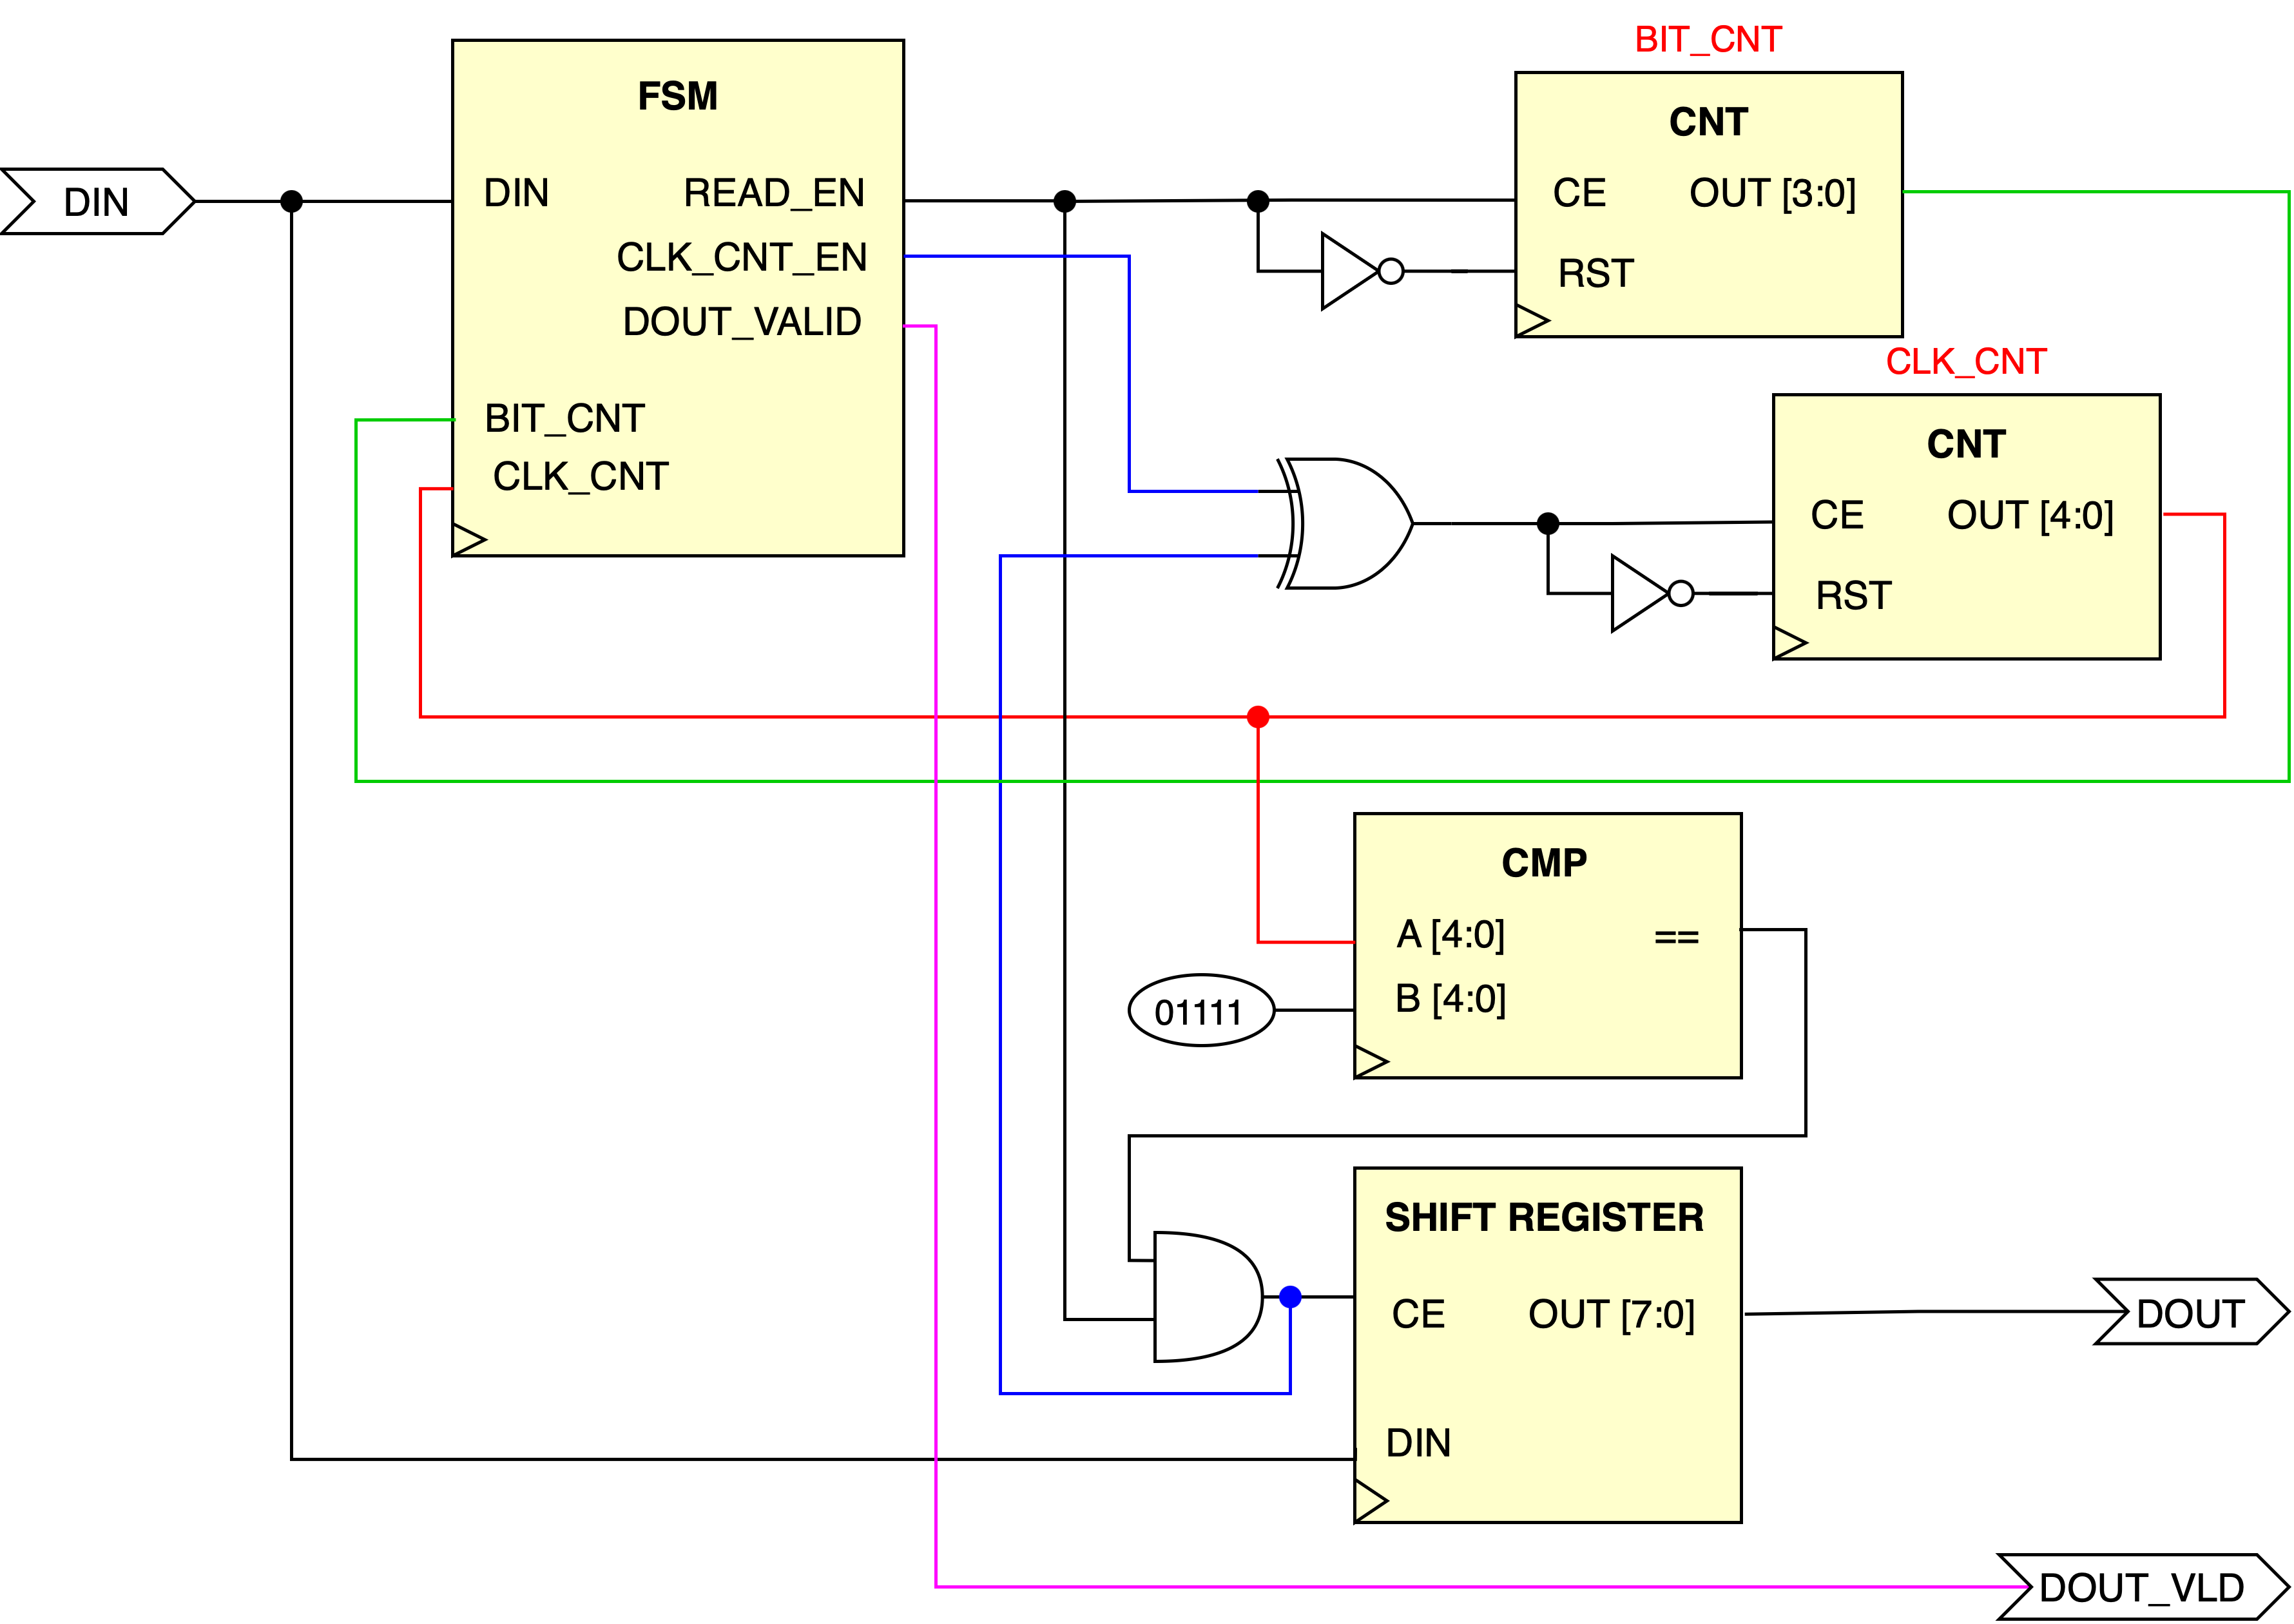 BIT_CNT
FSM
CNT
DIN
DIN
READ_EN
CE
OUT [3:0]
CLK_CNT_EN
RST
DOUT_VALID
CLK_CNT
BIT_CNT
CNT
CLK_CNT
CE
OUT [4:0]
RST
CMP
A [4:0]
==
B [4:0]
01111
SHIFT REGISTER
CE
OUT [7:0]
DOUT
DIN
DOUT_VLD